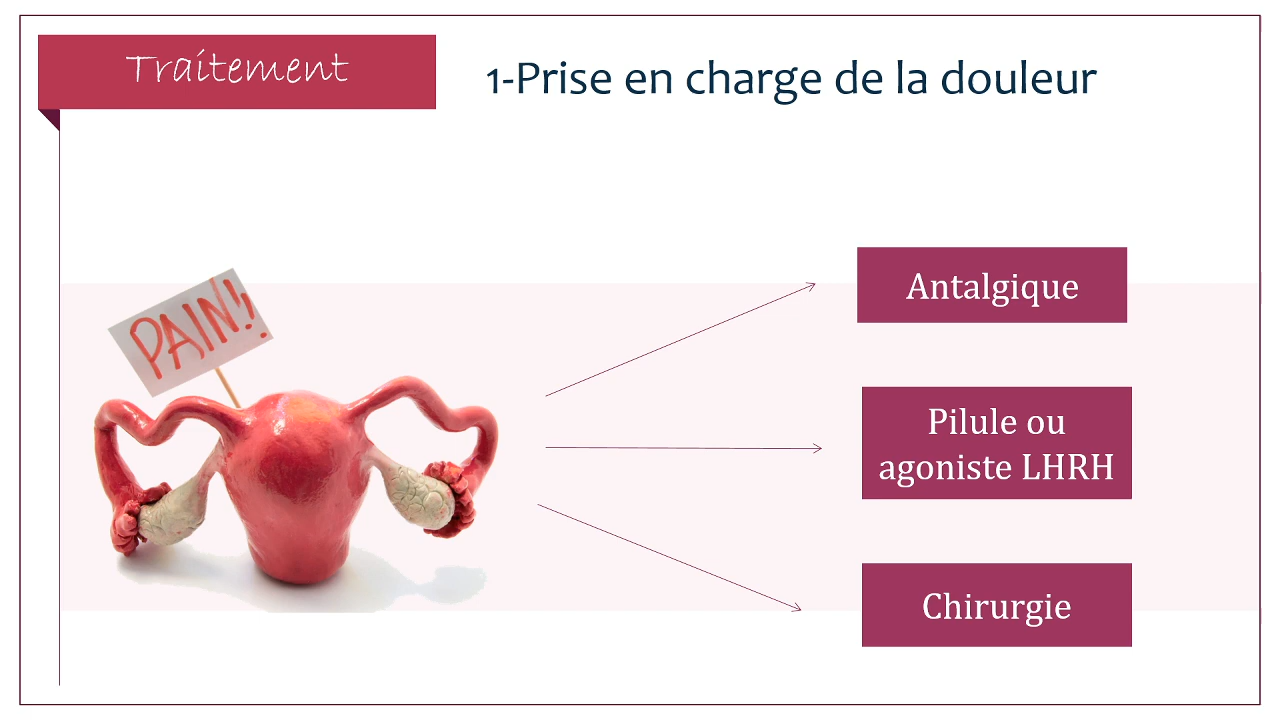 Traitement
1-Prise en charge de la douleur
PAIN!!
Antalgique
Pilule ou
agoniste LHRH
Chirurgie